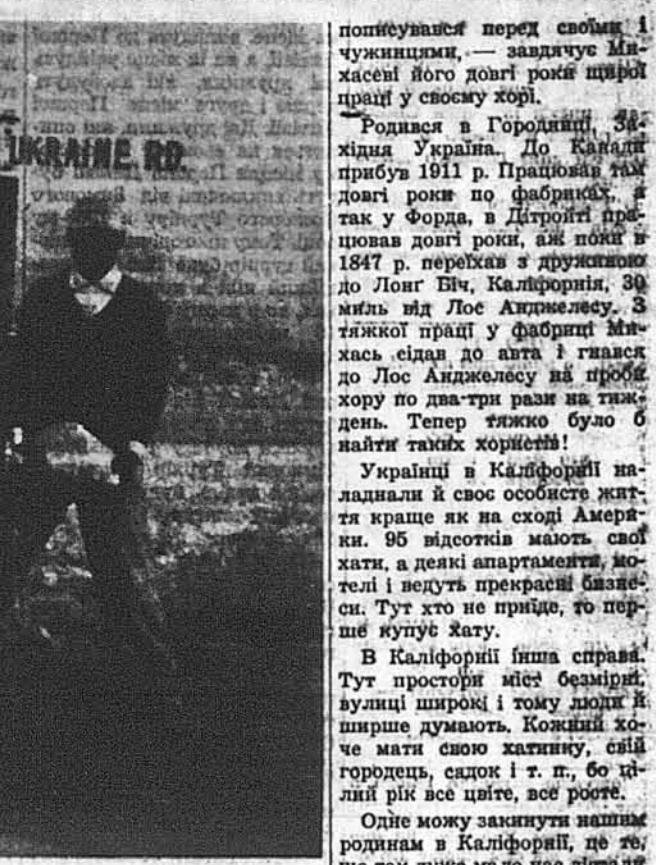 UKRAINE RD
пописувався перед своїми і
чужинцями, — завдячує Ми-
хасеві його довгі роки щирої
праці у своєму хорі.
Родився в Городниці, За-
хідня Україна. До Канади
прибув 1911 р. Працював там
довгі роки по фабриках, а
так у Форда, в Дітройті пра-
цював довгі роки, аж поки в
1847 р. переїхав з дружиною
до Лонґ Біч, Каліфорнія, 30
миль від Лос Анджелесу. З
тяжкої праці у фабриці Ми-
хась сідав до авта і гнався
до Лос Анджелесу на проби
хору по два-три рази на тиж-
день. Тепер тяжко було б
найти таких хористів!
Українці в Каліфорнії на-
ладнали й своє особисте жит-
тя краще як на сході Амери-
ки. 95 відсотків мають свої
хати, а деякі апартаменти, мо-
телі і ведуть прекрасні бизне-
си. Тут хто не приїде, то пер-
ше купує хату.
В Каліфорнії інша справа.
Тут простори міст безмірні,
вулиці широкі і тому люди й
ширше думають. Кожний хо-
че мати свою хатинку, свій
городець, садок і т. п., бо ці-
лий рік все цвіте, все росте.
Одне можу закинути нашим
родинам в Каліфорнії, це те,